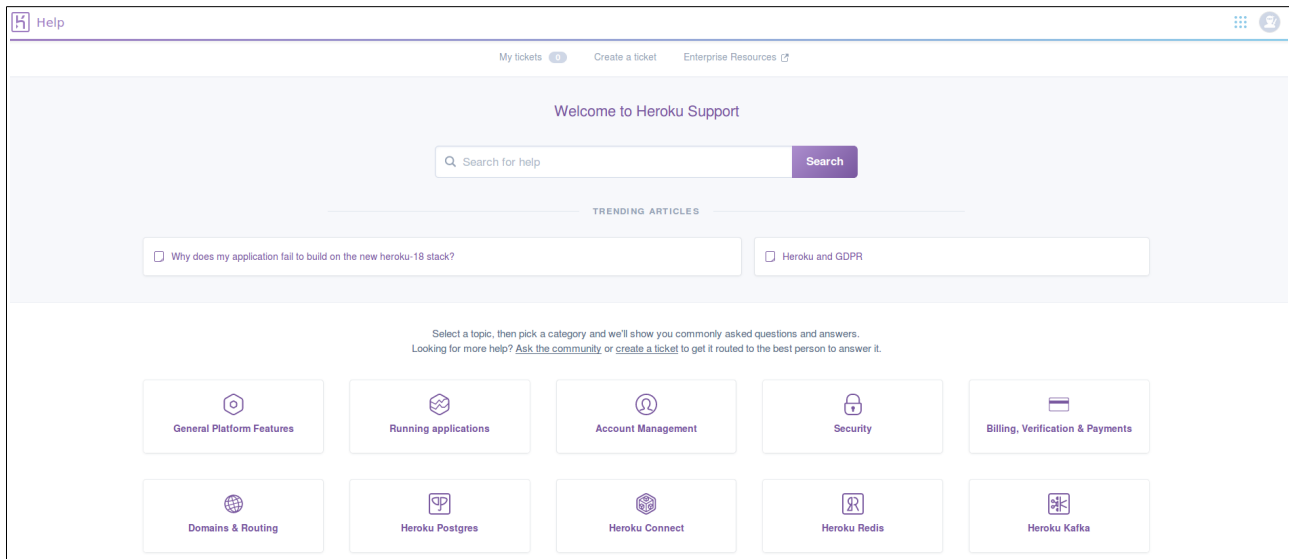 Help
My tickets 0 Create a ticket Enterprise Resources
Welcome to Heroku Support
Search for help Search
TRENDING ARTICLES
Why does my application fail to build on the new heroku-18 stack? Heroku and GDPR
Select a topic, then pick a category and we'll show you commonly asked questions and answers.
Looking for more help? Ask the community or create a ticket to get it routed to the best person to answer it.
General Platform Features Running applications Account Management Security Billing, Verification & Payments
Domains & Routing Heroku Postgres Heroku Connect Heroku Redis Heroku Kafka